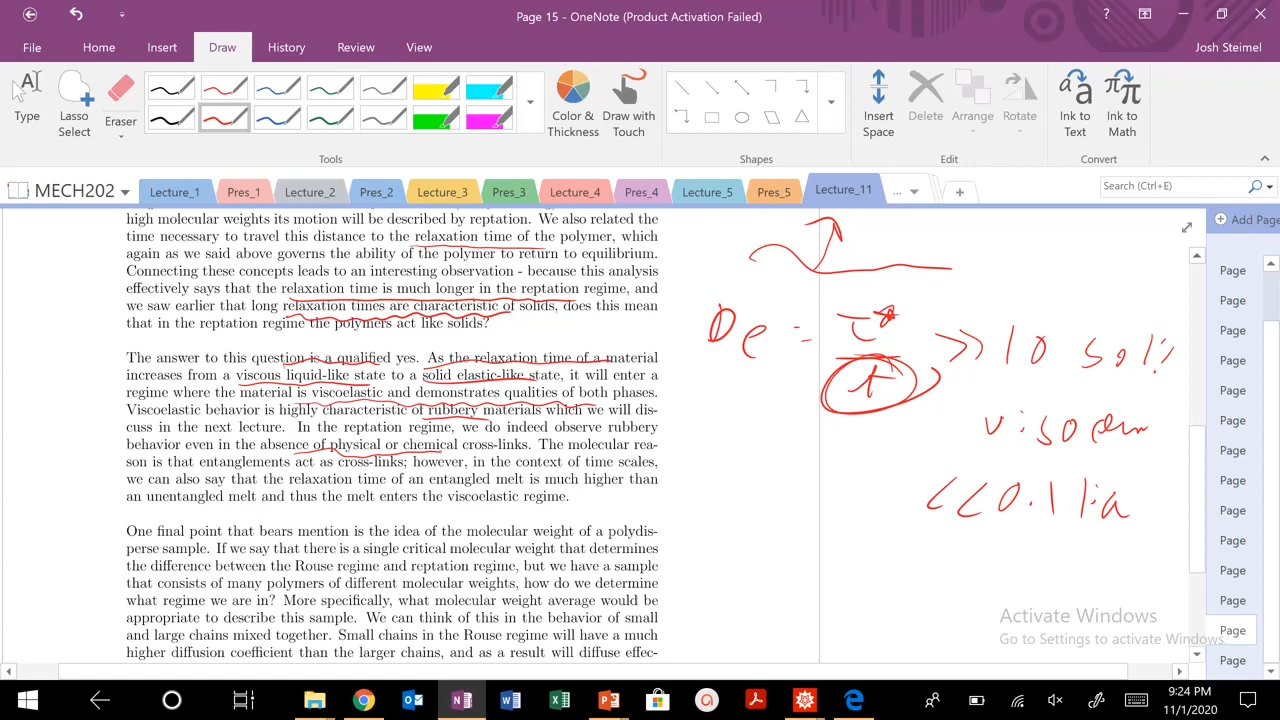 Page 15 - OneNote (Product Activation Failed)
?
File Home Insert Draw History Review View Josh Steimel
Type
Lasso Select
Eraser
Color & Thickness
Draw with Touch
Insert Space
Delete
Arrange
Rotate
Ink to Text
Ink to Math
Tools Shapes Edit Convert
MECH202 Lecture_1 Pres_1 Lecture_2 Pres_2 Lecture_3 Pres_3 Lecture_4 Pres_4 Lecture_5 Pres_5 Lecture_11 ... Search (Ctrl+E)
Add Page
high molecular weights its motion will be described by reptation. We also related the
time necessary to travel this distance to the relaxation time of the polymer, which
again as we said above governs the ability of the polymer to return to equilibrium.
Connecting these concepts leads to an interesting observation - because this analysis
effectively says that the relaxation time is much longer in the reptation regime, and
we saw earlier that long relaxation times are characteristic of solids, does this mean
that in the reptation regime the polymers act like solids?
The answer to this question is a qualified yes. As the relaxation time of a material
increases from a viscous liquid-like state to a solid elastic-like state, it will enter a
regime where the material is viscoelastic and demonstrates qualities of both phases.
Viscoelastic behavior is highly characteristic of rubbery materials which we will dis-
cuss in the next lecture. In the reptation regime, we do indeed observe rubbery
behavior even in the absence of physical or chemical cross-links. The molecular rea-
son is that entanglements act as cross-links; however, in the context of time scales,
we can also say that the relaxation time of an entangled melt is much higher than
an unentangled melt and thus the melt enters the viscoelastic regime.
One final point that bears mention is the idea of the molecular weight of a polydis-
perse sample. If we say that there is a single critical molecular weight that determines
the difference between the Rouse regime and reptation regime, but we have a sample
that consists of many polymers of different molecular weights, how do we determine
what regime we are in? More specifically, what molecular weight average would be
appropriate to describe this sample. We can think of this in the behavior of small
and large chains mixed together. Small chains in the Rouse regime will have a much
higher diffusion coefficient than the larger chains, and as a result will diffuse effec-
De = τ* / t >> 10
<< 0.1
Page
Page
Page
Page
Page
Page
Page
Page
Page
Page
Page
Page
Page
Page
Activate Windows
Go to Settings to activate Windows.
9:24 PM
11/1/2020